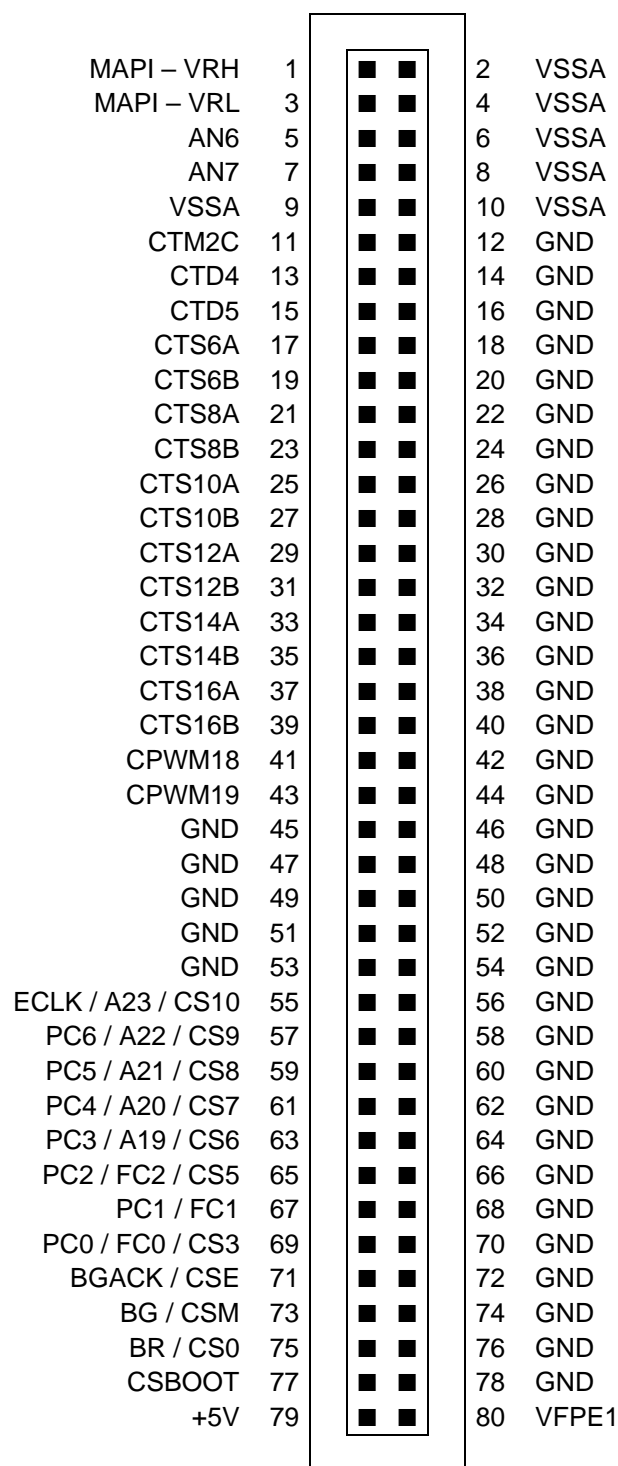 MAPI – VRH 1 2 VSSA
MAPI – VRL 3 4 VSSA
AN6 5 6 VSSA
AN7 7 8 VSSA
VSSA 9 10 VSSA
CTM2C 11 12 GND
CTD4 13 14 GND
CTD5 15 16 GND
CTS6A 17 18 GND
CTS6B 19 20 GND
CTS8A 21 22 GND
CTS8B 23 24 GND
CTS10A 25 26 GND
CTS10B 27 28 GND
CTS12A 29 30 GND
CTS12B 31 32 GND
CTS14A 33 34 GND
CTS14B 35 36 GND
CTS16A 37 38 GND
CTS16B 39 40 GND
CPWM18 41 42 GND
CPWM19 43 44 GND
GND 45 46 GND
GND 47 48 GND
GND 49 50 GND
GND 51 52 GND
GND 53 54 GND
ECLK / A23 / CS10 55 56 GND
PC6 / A22 / CS9 57 58 GND
PC5 / A21 / CS8 59 60 GND
PC4 / A20 / CS7 61 62 GND
PC3 / A19 / CS6 63 64 GND
PC2 / FC2 / CS5 65 66 GND
PC1 / FC1 67 68 GND
PC0 / FC0 / CS3 69 70 GND
BGACK / CSE 71 72 GND
BG / CSM 73 74 GND
BR / CS0 75 76 GND
CSBOOT 77 78 GND
+5V 79 80 VFPE1